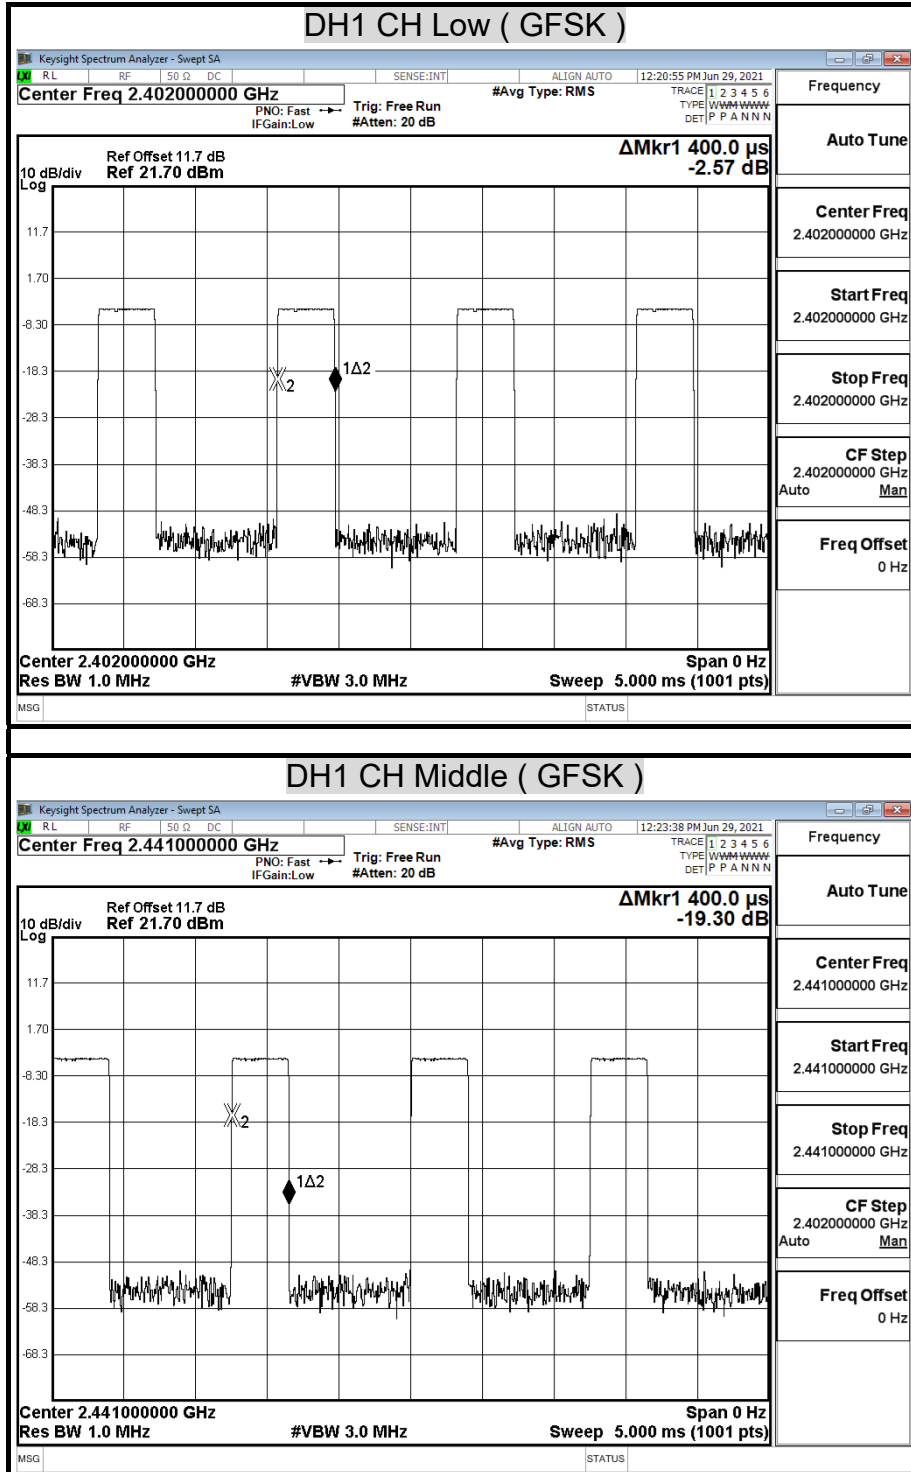 DH1 CH Low ( GFSK )
Keysight Spectrum Analyzer - Swept SA
LXI RL RF 50 Ω DC SENSE:INT ALIGN AUTO 12:20:55 PM Jun 29, 2021
Center Freq 2.402000000 GHz #Avg Type: RMS TRACE 1 2 3 4 5 6
PNO: Fast Trig: Free Run TYPE WWMWWWW
IFGain:Low #Atten: 20 dB DET P P A N N N
Frequency
Auto Tune
Center Freq
2.402000000 GHz
Start Freq
2.402000000 GHz
Stop Freq
2.402000000 GHz
CF Step
2.402000000 GHz
Auto Man
Freq Offset
0 Hz
ΔMkr1 400.0 µs
-2.57 dB
Ref Offset 11.7 dB
10 dB/div Ref 21.70 dBm
Log
11.7
1.70
-8.30
-18.3
-28.3
-38.3
-48.3
-58.3
-68.3
2
1Δ2
Center 2.402000000 GHz Span 0 Hz
Res BW 1.0 MHz #VBW 3.0 MHz Sweep 5.000 ms (1001 pts)
MSG STATUS
DH1 CH Middle ( GFSK )
Keysight Spectrum Analyzer - Swept SA
LXI RL RF 50 Ω DC SENSE:INT ALIGN AUTO 12:23:38 PM Jun 29, 2021
Center Freq 2.441000000 GHz #Avg Type: RMS TRACE 1 2 3 4 5 6
PNO: Fast Trig: Free Run TYPE WWMWWWW
IFGain:Low #Atten: 20 dB DET P P A N N N
Frequency
Auto Tune
Center Freq
2.441000000 GHz
Start Freq
2.441000000 GHz
Stop Freq
2.441000000 GHz
CF Step
2.402000000 GHz
Auto Man
Freq Offset
0 Hz
ΔMkr1 400.0 µs
-19.30 dB
Ref Offset 11.7 dB
10 dB/div Ref 21.70 dBm
Log
11.7
1.70
-8.30
-18.3
-28.3
-38.3
-48.3
-58.3
-68.3
2
1Δ2
Center 2.441000000 GHz Span 0 Hz
Res BW 1.0 MHz #VBW 3.0 MHz Sweep 5.000 ms (1001 pts)
MSG STATUS